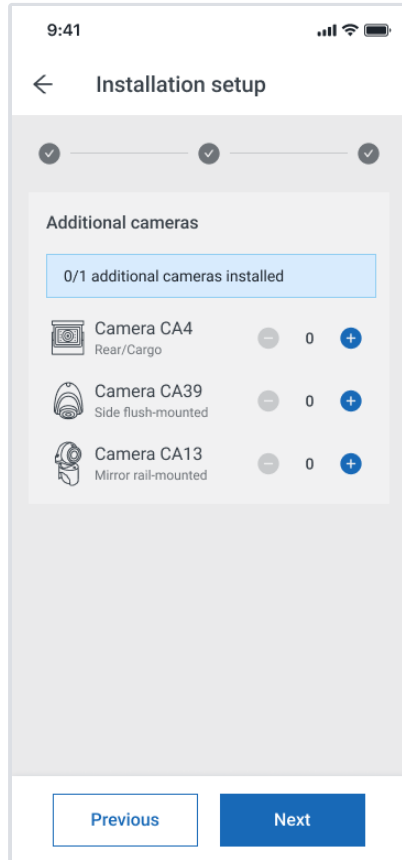 9:41
Installation setup
Additional cameras
0/1 additional cameras installed
Camera CA4
Rear/Cargo
0
Camera CA39
Side flush-mounted
0
Camera CA13
Mirror rail-mounted
0
Previous
Next